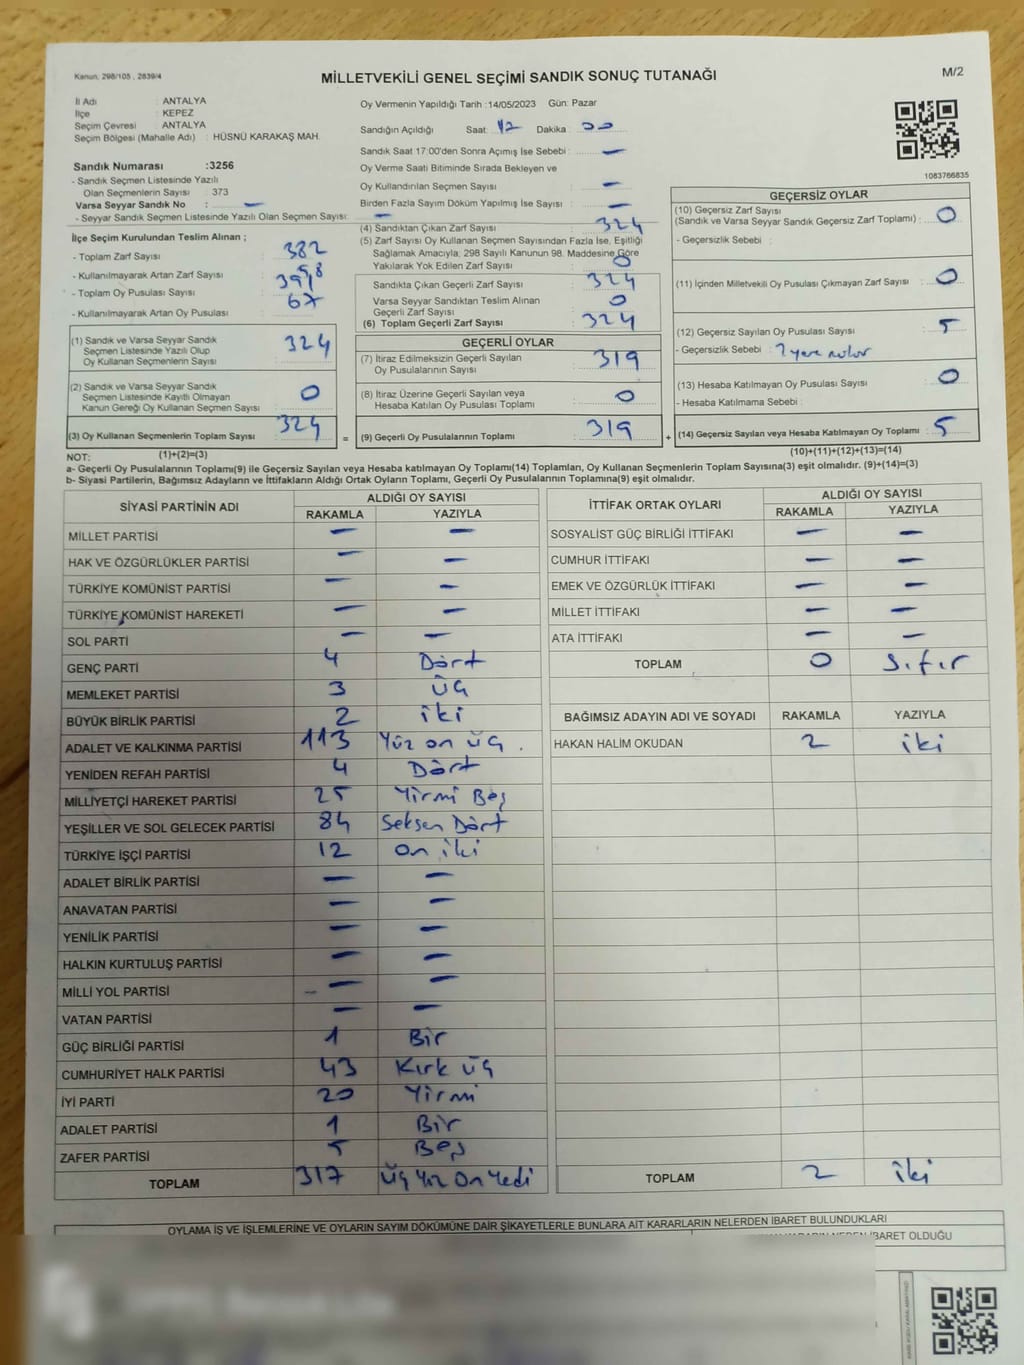 Kanun: 298/105 , 2839/4
MİLLETVEKİLİ GENEL SEÇİMİ SANDIK SONUÇ TUTANAĞI
M/2
İl Adı : ANTALYA
İlçe : KEPEZ
Seçim Çevresi : ANTALYA
Seçim Bölgesi (Mahalle Adı) : HÜSNÜ KARAKAŞ MAH.
Sandık Numarası :3256
- Sandık Seçmen Listesinde Yazılı
Olan Seçmenlerin Sayısı : 373
Varsa Seyyar Sandık No : —
- Seyyar Sandık Seçmen Listesinde Yazılı Olan Seçmen Sayısı: —
İlçe Seçim Kurulundan Teslim Alınan ;
- Toplam Zarf Sayısı : 382
- Kullanılmayarak Artan Zarf Sayısı :
- Toplam Oy Pusulası Sayısı :
- Kullanılmayarak Artan Oy Pusulası : 67
(1) Sandık ve Varsa Seyyar Sandık
Seçmen Listesinde Yazılı Olup
Oy Kullanan Seçmenlerin Sayısı : 324
(2) Sandık ve Varsa Seyyar Sandık
Seçmen Listesinde Kayıtlı Olmayan
Kanun Gereği Oy Kullanan Seçmen Sayısı : 0
(3) Oy Kullanan Seçmenlerin Toplam Sayısı : 324
Oy Vermenin Yapıldığı Tarih :14/05/2023 Gün: Pazar
Sandığın Açıldığı Saat: Dakika :
Sandık Saat 17:00'den Sonra Açılmış İse Sebebi : —
Oy Verme Saati Bitiminde Sırada Bekleyen ve
Oy Kullandırılan Seçmen Sayısı : —
Birden Fazla Sayım Döküm Yapılmış İse Sayısı : —
(4) Sandıktan Çıkan Zarf Sayısı : 324
(5) Zarf Sayısı Oy Kullanan Seçmen Sayısından Fazla İse, Eşitliği
Sağlamak Amacıyla; 298 Sayılı Kanunun 98. Maddesine Göre
Yakılarak Yok Edilen Zarf Sayısı : 0
Sandıkta Çıkan Geçerli Zarf Sayısı : 324
Varsa Seyyar Sandıktan Teslim Alınan
Geçerli Zarf Sayısı : 0
(6) Toplam Geçerli Zarf Sayısı : 324
GEÇERLİ OYLAR
(7) İtiraz Edilmeksizin Geçerli Sayılan
Oy Pusulalarının Sayısı : 319
(8) İtiraz Üzerine Geçerli Sayılan veya
Hesaba Katılan Oy Pusulası Toplamı : 0
= (9) Geçerli Oy Pusulalarının Toplamı : 319
1083766835
GEÇERSİZ OYLAR
(10) Geçersiz Zarf Sayısı
(Sandık ve Varsa Seyyar Sandık Geçersiz Zarf Toplamı) : 0
- Geçersizlik Sebebi :
(11) İçinden Milletvekili Oy Pusulası Çıkmayan Zarf Sayısı : 0
(12) Geçersiz Sayılan Oy Pusulası Sayısı : 5
- Geçersizlik Sebebi :
(13) Hesaba Katılmayan Oy Pusulası Sayısı : 0
- Hesaba Katılmama Sebebi :
+ (14) Geçersiz Sayılan veya Hesaba Katılmayan Oy Toplamı : 5
NOT: (1)+(2)=(3) (10)+(11)+(12)+(13)=(14)
a- Geçerli Oy Pusulalarının Toplamı(9) ile Geçersiz Sayılan veya Hesaba katılmayan Oy Toplamı(14) Toplamları, Oy Kullanan Seçmenlerin Toplam Sayısına(3) eşit olmalıdır. (9)+(14)=(3)
b- Siyasi Partilerin, Bağımsız Adayların ve İttifakların Aldığı Ortak Oyların Toplamı, Geçerli Oy Pusulalarının Toplamına(9) eşit olmalıdır.
SİYASİ PARTİNİN ADI ALDIĞI OY SAYISI
RAKAMLA YAZIYLA
MİLLET PARTİSİ — —
HAK VE ÖZGÜRLÜKLER PARTİSİ — —
TÜRKİYE KOMÜNİST PARTİSİ — —
TÜRKİYE KOMÜNİST HAREKETİ — —
SOL PARTİ — —
GENÇ PARTİ 4 Dört
MEMLEKET PARTİSİ 3 üç
BÜYÜK BİRLİK PARTİSİ 2 iki
ADALET VE KALKINMA PARTİSİ 113 Yüz on üç .
YENİDEN REFAH PARTİSİ 4 Dört
MİLLİYETÇİ HAREKET PARTİSİ 25 Yirmi Beş
YEŞİLLER VE SOL GELECEK PARTİSİ 84 Seksen Dört
TÜRKİYE İŞÇİ PARTİSİ 12 on iki
ADALET BİRLİK PARTİSİ — —
ANAVATAN PARTİSİ — —
YENİLİK PARTİSİ — —
HALKIN KURTULUŞ PARTİSİ — —
MİLLİ YOL PARTİSİ — —
VATAN PARTİSİ — —
GÜÇ BİRLİĞİ PARTİSİ 1 Bir
CUMHURİYET HALK PARTİSİ 43 Kırk üç
İYİ PARTİ 20 Yirmi
ADALET PARTİSİ 1 Bir
ZAFER PARTİSİ 5 Beş
TOPLAM 317 Üç Yüz On Yedi
İTTİFAK ORTAK OYLARI ALDIĞI OY SAYISI
RAKAMLA YAZIYLA
SOSYALİST GÜÇ BİRLİĞİ İTTİFAKI — —
CUMHUR İTTİFAKI — —
EMEK VE ÖZGÜRLÜK İTTİFAKI — —
MİLLET İTTİFAKI — —
ATA İTTİFAKI — —
TOPLAM 0 Sıfır
BAĞIMSIZ ADAYIN ADI VE SOYADI RAKAMLA YAZIYLA
HAKAN HALİM OKUDAN 2 iki
TOPLAM 2 iki
OYLAMA İŞ VE İŞLEMLERİNE VE OYLARIN SAYIM DÖKÜMÜNE DAİR ŞİKAYETLERLE BUNLARA AİT KARARLARIN NELERDEN İBARET BULUNDUKLARI
İBARET OLDUĞU